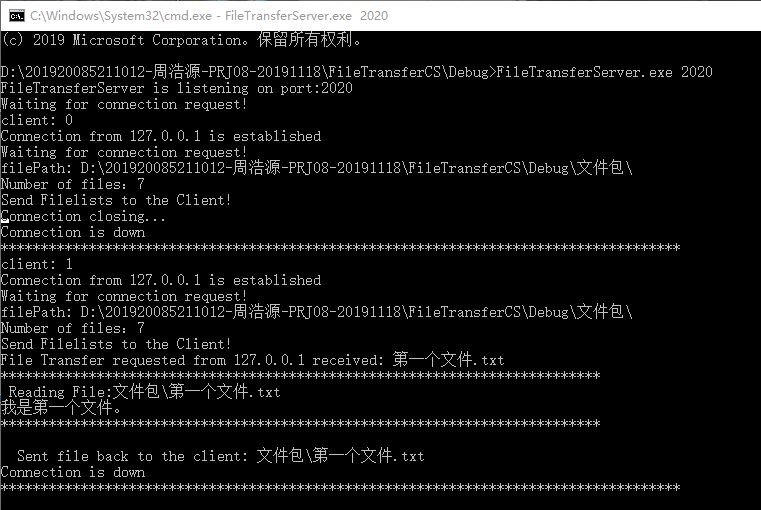 C:\Windows\System32\cmd.exe - FileTransferServer.exe 2020
(c) 2019 Microsoft Corporation。保留所有权利。
D:\201920085211012-周浩源-PRJ08-20191118\FileTransferCS\Debug>FileTransferServer.exe 2020
FileTransferServer is listening on port:2020
Waiting for connection request!
client: 0
Connection from 127.0.0.1 is established
Waiting for connection request!
filePath: D:\201920085211012-周浩源-PRJ08-20191118\FileTransferCS\Debug\文件包\
Number of files: 7
Send Filelists to the Client!
Connection closing...
Connection is down
*************************************************************************************
client: 1
Connection from 127.0.0.1 is established
Waiting for connection request!
filePath: D:\201920085211012-周浩源-PRJ08-20191118\FileTransferCS\Debug\文件包\
Number of files: 7
Send Filelists to the Client!
File Transfer requested from 127.0.0.1 received: 第一个文件.txt
***************************************************************************
Reading File:文件包\第一个文件.txt
我是第一个文件。
***************************************************************************
Sent file back to the client: 文件包\第一个文件.txt
Connection is down
*************************************************************************************